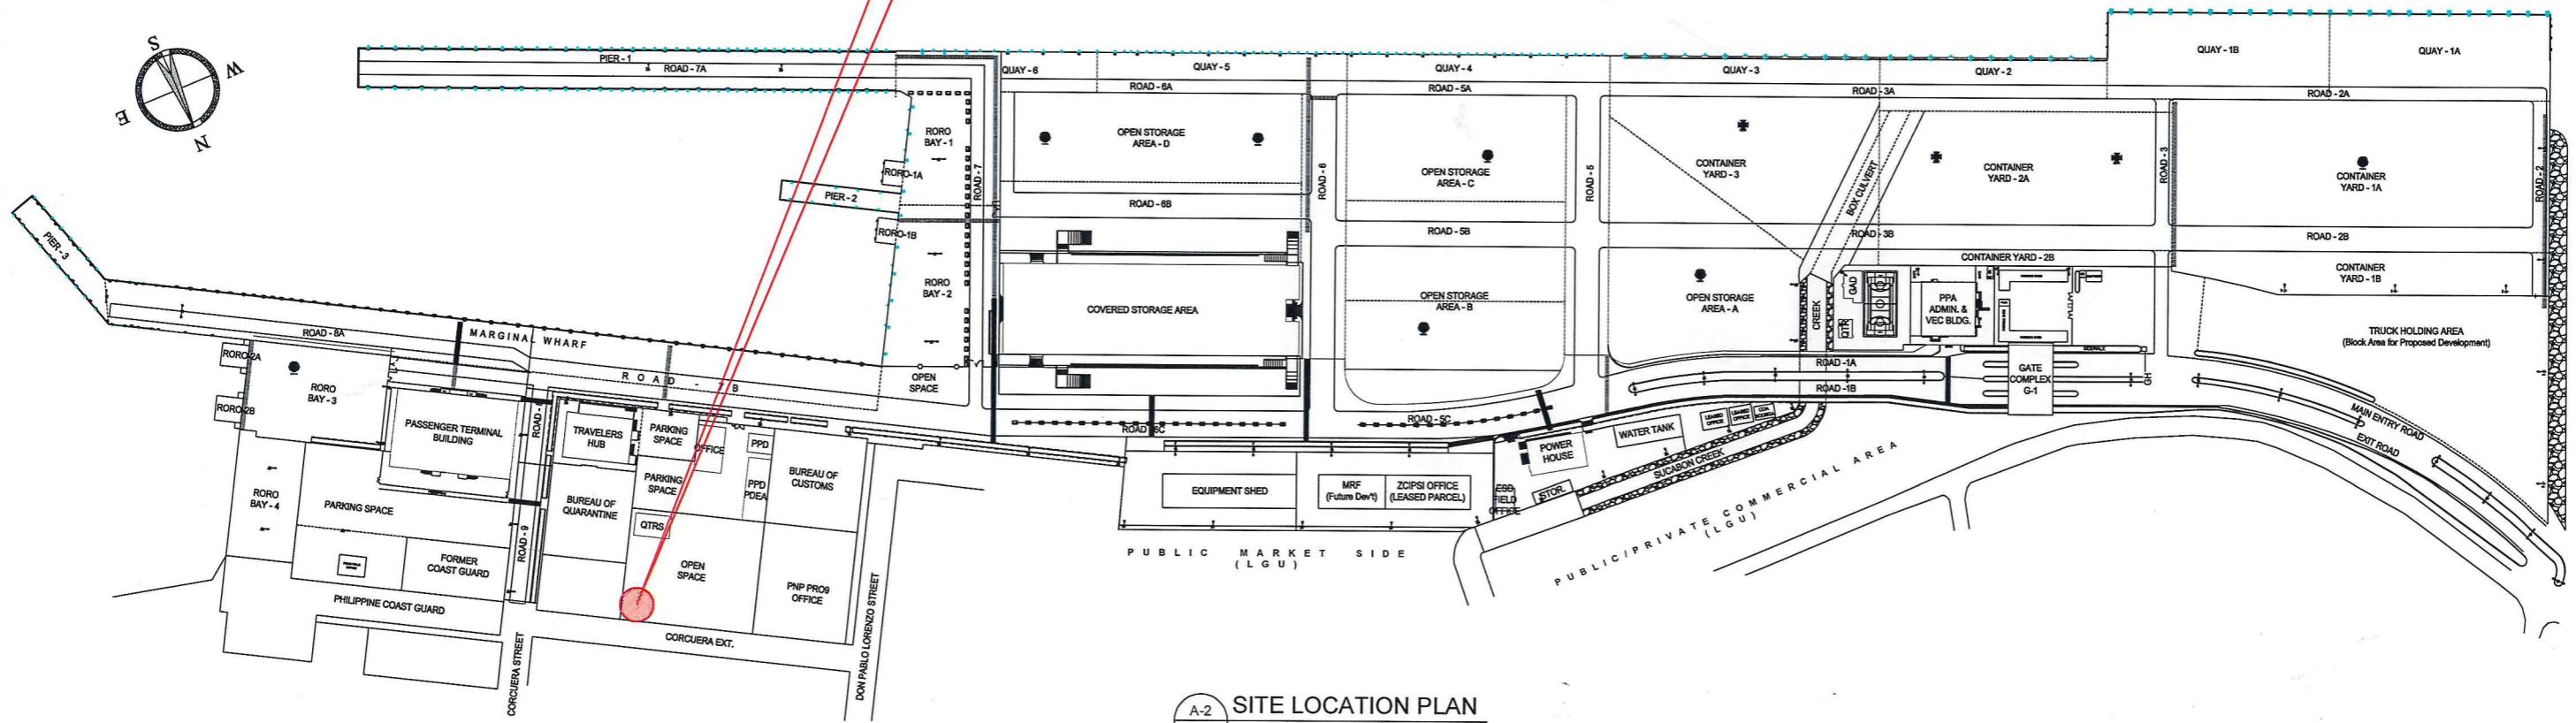 S
W
E
N
PIER - 1
ROAD - 7A
QUAY - 6
QUAY - 5
QUAY - 4
QUAY - 3
QUAY - 2
QUAY - 1B
QUAY - 1A
ROAD - 6A
ROAD - 5A
ROAD - 3A
ROAD - 2A
RORO
BAY - 1
RORO-1A
PIER - 2
RORO-1B
RORO
BAY - 2
ROAD - 7
OPEN STORAGE
AREA - D
ROAD - 6
OPEN STORAGE
AREA - C
ROAD - 5
CONTAINER
YARD - 3
BOX CULVERT
CONTAINER
YARD - 2A
ROAD - 3
CONTAINER
YARD - 1A
ROAD - 2
ROAD - 6B
ROAD - 5B
ROAD - 3B
ROAD - 2B
PIER - 3
COVERED STORAGE AREA
OPEN STORAGE
AREA - B
OPEN STORAGE
AREA - A
CREEK
CONTAINER YARD - 2B
GAD
QTR
PPA
ADMIN. &
VEC BLDG.
CONTAINER
YARD - 1B
TRUCK HOLDING AREA
(Block Area for Proposed Development)
ROAD - 8A
MARGINAL WHARF
ROAD - 7B
OPEN
SPACE
ROAD -1A
ROAD - 1B
GATE
COMPLEX
G-1
GH
SIDEWALK
MAIN ENTRY ROAD
EXIT ROAD
RORO-2A
RORO
BAY - 3
RORO-2B
PASSENGER TERMINAL
BUILDING
TRAVELERS
HUB
PARKING
SPACE
OFFICE
PPD
PPD
PDEA
BUREAU OF
CUSTOMS
ROAD - 5C
LEASED
OFFICE
LEASED
OFFICE
POWER
HOUSE
WATER TANK
SUCABON CREEK
STOR.
RORO
BAY - 4
PARKING SPACE
BUREAU OF
QUARANTINE
PARKING
SPACE
QTRS
EQUIPMENT SHED
MRF
(Future Dev't)
ZCIPSI OFFICE
(LEASED PARCEL)
ESD
FIELD
OFFICE
PUBLIC/PRIVATE COMMERCIAL AREA
(LGU)
PUBLIC MARKET SIDE
(LGU)
FORMER
COAST GUARD
ROAD - 9
OPEN
SPACE
PNP PRO9
OFFICE
PHILIPPINE COAST GUARD
CORCUERA EXT.
CORCUERA STREET
DON PABLO LORENZO STREET
A-2 SITE LOCATION PLAN